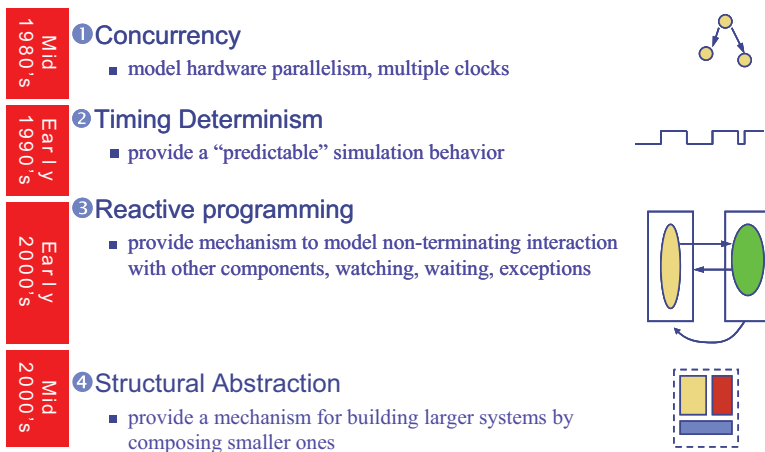 Mid
1980's
❶Concurrency
▪ model hardware parallelism, multiple clocks
Early
1990's
❷Timing Determism
▪ provide a “predictable” simulation behavior
Early
2000's
❸Reactive programming
▪ provide mechanism to model non-terminating interaction
with other components, watching, waiting, exceptions
Mid
2000's
❹Structural Abstraction
▪ provide a mechanism for building larger systems by
composing smaller ones